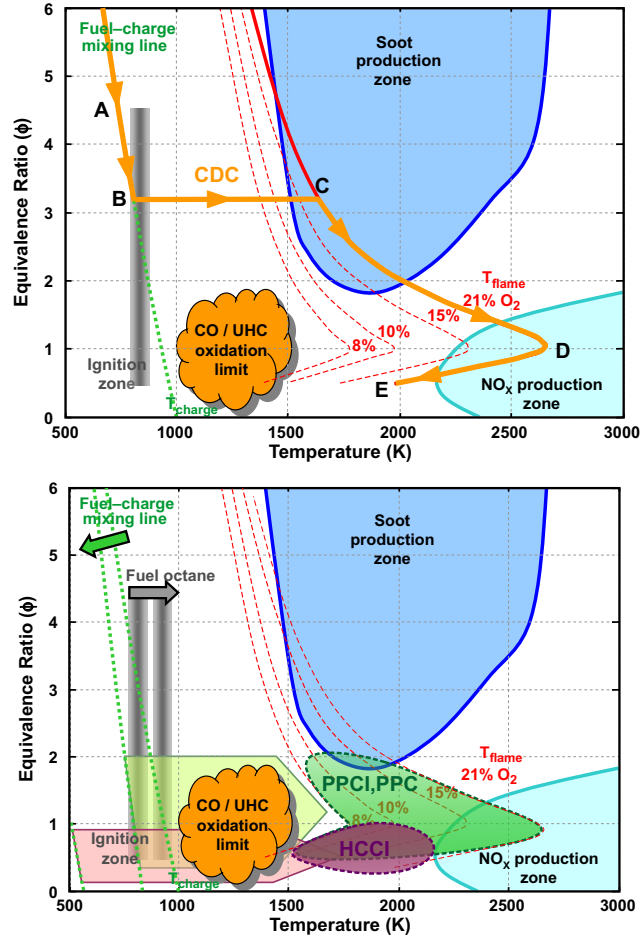 6
Fuel–charge
mixing line
Soot
production
zone
5
A
4
CDC
C
B
3
Equivalence Ratio (ϕ)
2
T_flame
21% O₂
15%
10%
8%
CO / UHC
oxidation
limit
1
D
Ignition
zone
E
NOₓ production
zone
T_charge
0
500 1000 1500 2000 2500 3000
Temperature (K)
6
Fuel–charge
mixing line
Soot
production
zone
5
Fuel octane
4
3
Equivalence Ratio (ϕ)
2
T_flame
21% O₂
PPCI,PPC
15%
10%
8%
CO / UHC
oxidation
limit
1
Ignition
zone
HCCI
NOₓ production
zone
T_charge
0
500 1000 1500 2000 2500 3000
Temperature (K)